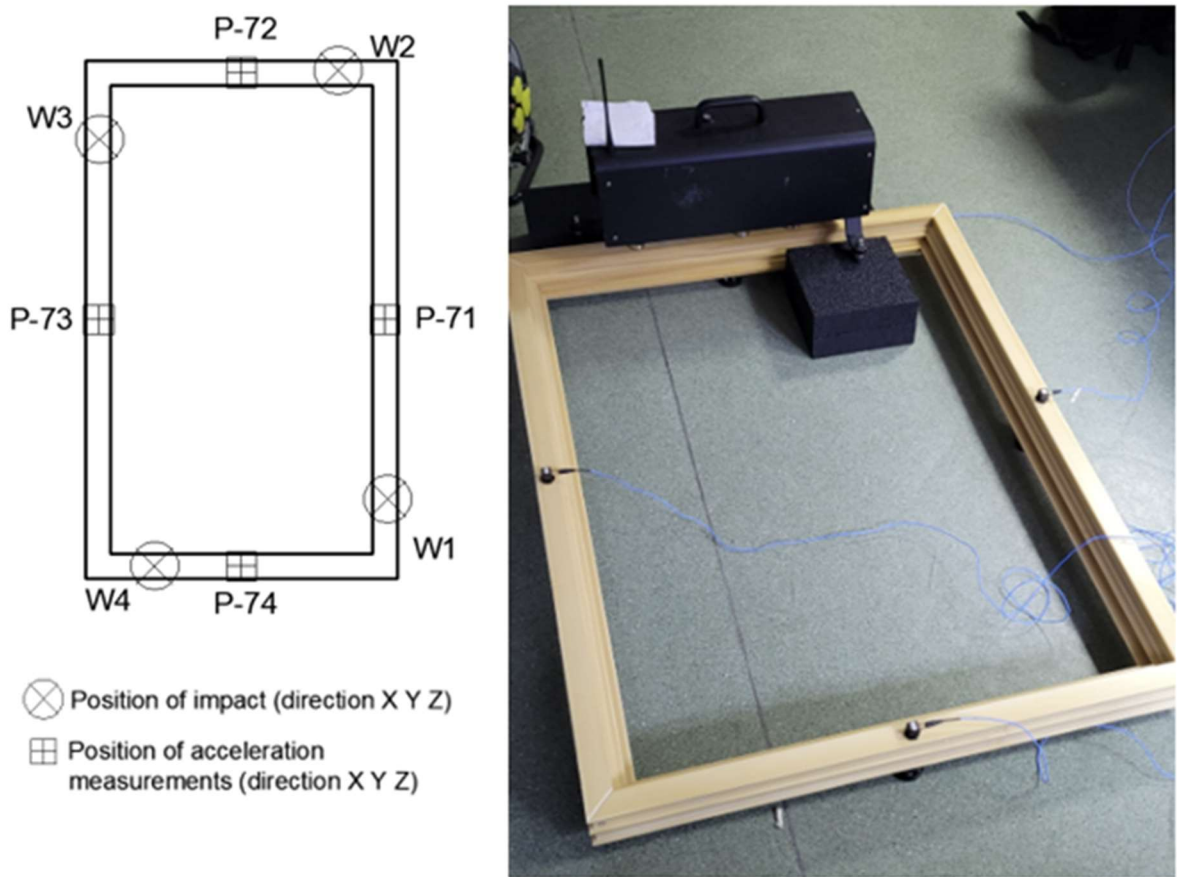 P-72
W2
W3
P-73
P-71
W1
W4
P-74
Position of impact (direction X Y Z)
Position of acceleration
measurements (direction X Y Z)